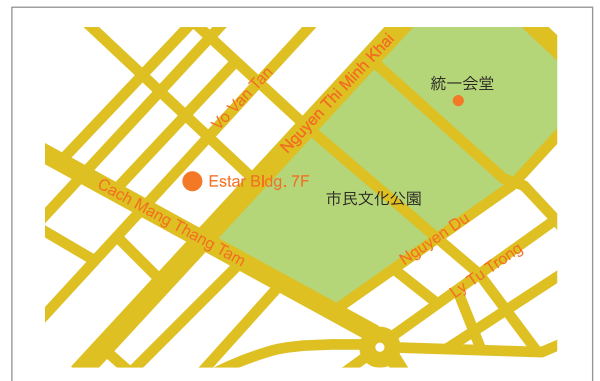 統一会堂
Nguyen Thi Minh Khai
Vo Van Tan
Estar Bldg. 7F
市民文化公園
Cach Mang Thang Tam
Nguyen Du
Ly Tu Trong